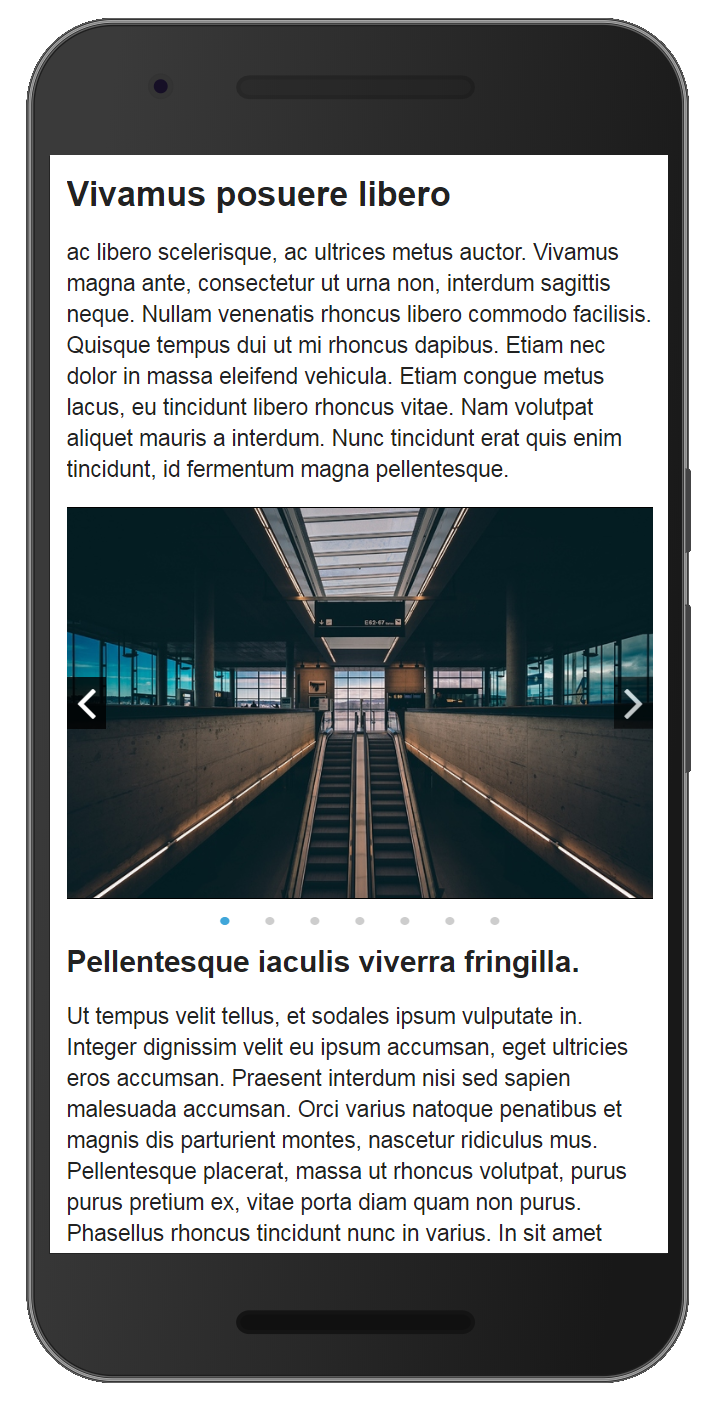 Vivamus posuere libero
ac libero scelerisque, ac ultrices metus auctor. Vivamus
magna ante, consectetur ut urna non, interdum sagittis
neque. Nullam venenatis rhoncus libero commodo facilisis.
Quisque tempus dui ut mi rhoncus dapibus. Etiam nec
dolor in massa eleifend vehicula. Etiam congue metus
lacus, eu tincidunt libero rhoncus vitae. Nam volutpat
aliquet mauris a interdum. Nunc tincidunt erat quis enim
tincidunt, id fermentum magna pellentesque.
E62-67
Pellentesque iaculis viverra fringilla.
Ut tempus velit tellus, et sodales ipsum vulputate in.
Integer dignissim velit eu ipsum accumsan, eget ultricies
eros accumsan. Praesent interdum nisi sed sapien
malesuada accumsan. Orci varius natoque penatibus et
magnis dis parturient montes, nascetur ridiculus mus.
Pellentesque placerat, massa ut rhoncus volutpat, purus
purus pretium ex, vitae porta diam quam non purus.
Phasellus rhoncus tincidunt nunc in varius. In sit amet